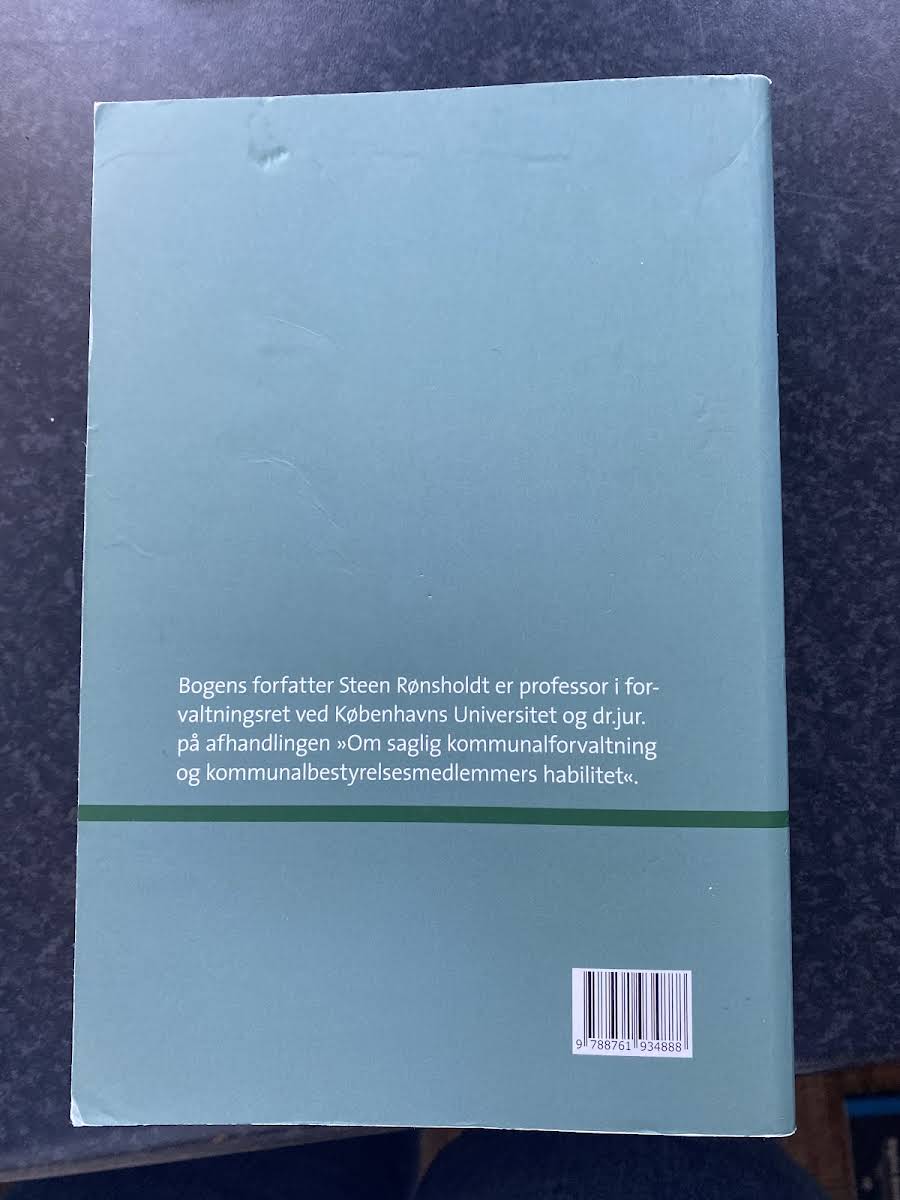 Bogens forfatter Steen Rønsholdt er professor i for-
valtningsret ved Københavns Universitet og dr.jur.
på afhandlingen »Om saglig kommunalforvaltning
og kommunalbestyrelsesmedlemmers habilitet«.
9 788761 934888